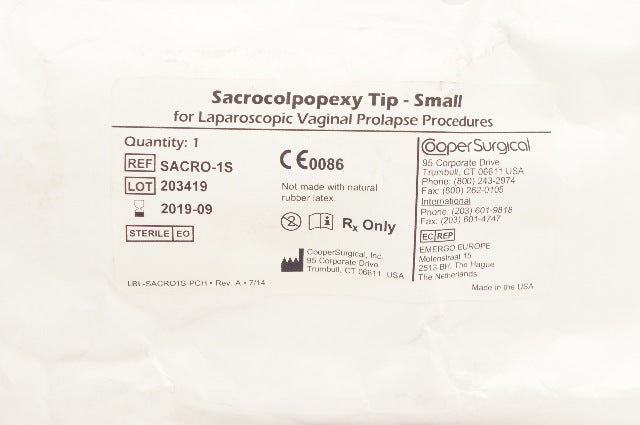 Sacrocolpopexy Tip - Small
for Laparoscopic Vaginal Prolapse Procedures
Quantity: 1
REF SACRO-1S
LOT 203419
2019-09
STERILE EO
LBL-SACRO1S-PCH • Rev. A • 7/14
CE0086
Not made with natural
rubber latex.
Rx Only
CooperSurgical, Inc.
95 Corporate Drive
Trumbull, CT 06611 USA
CooperSurgical
95 Corporate Drive
Trumbull, CT 06611 USA
Phone: (800) 243-2974
Fax: (800) 262-0105
International
Phone: (203) 601-9818
Fax: (203) 601-4747
EC REP
EMERGO EUROPE
Molenstraat 15
2513 BH, The Hague
The Netherlands
Made in the USA